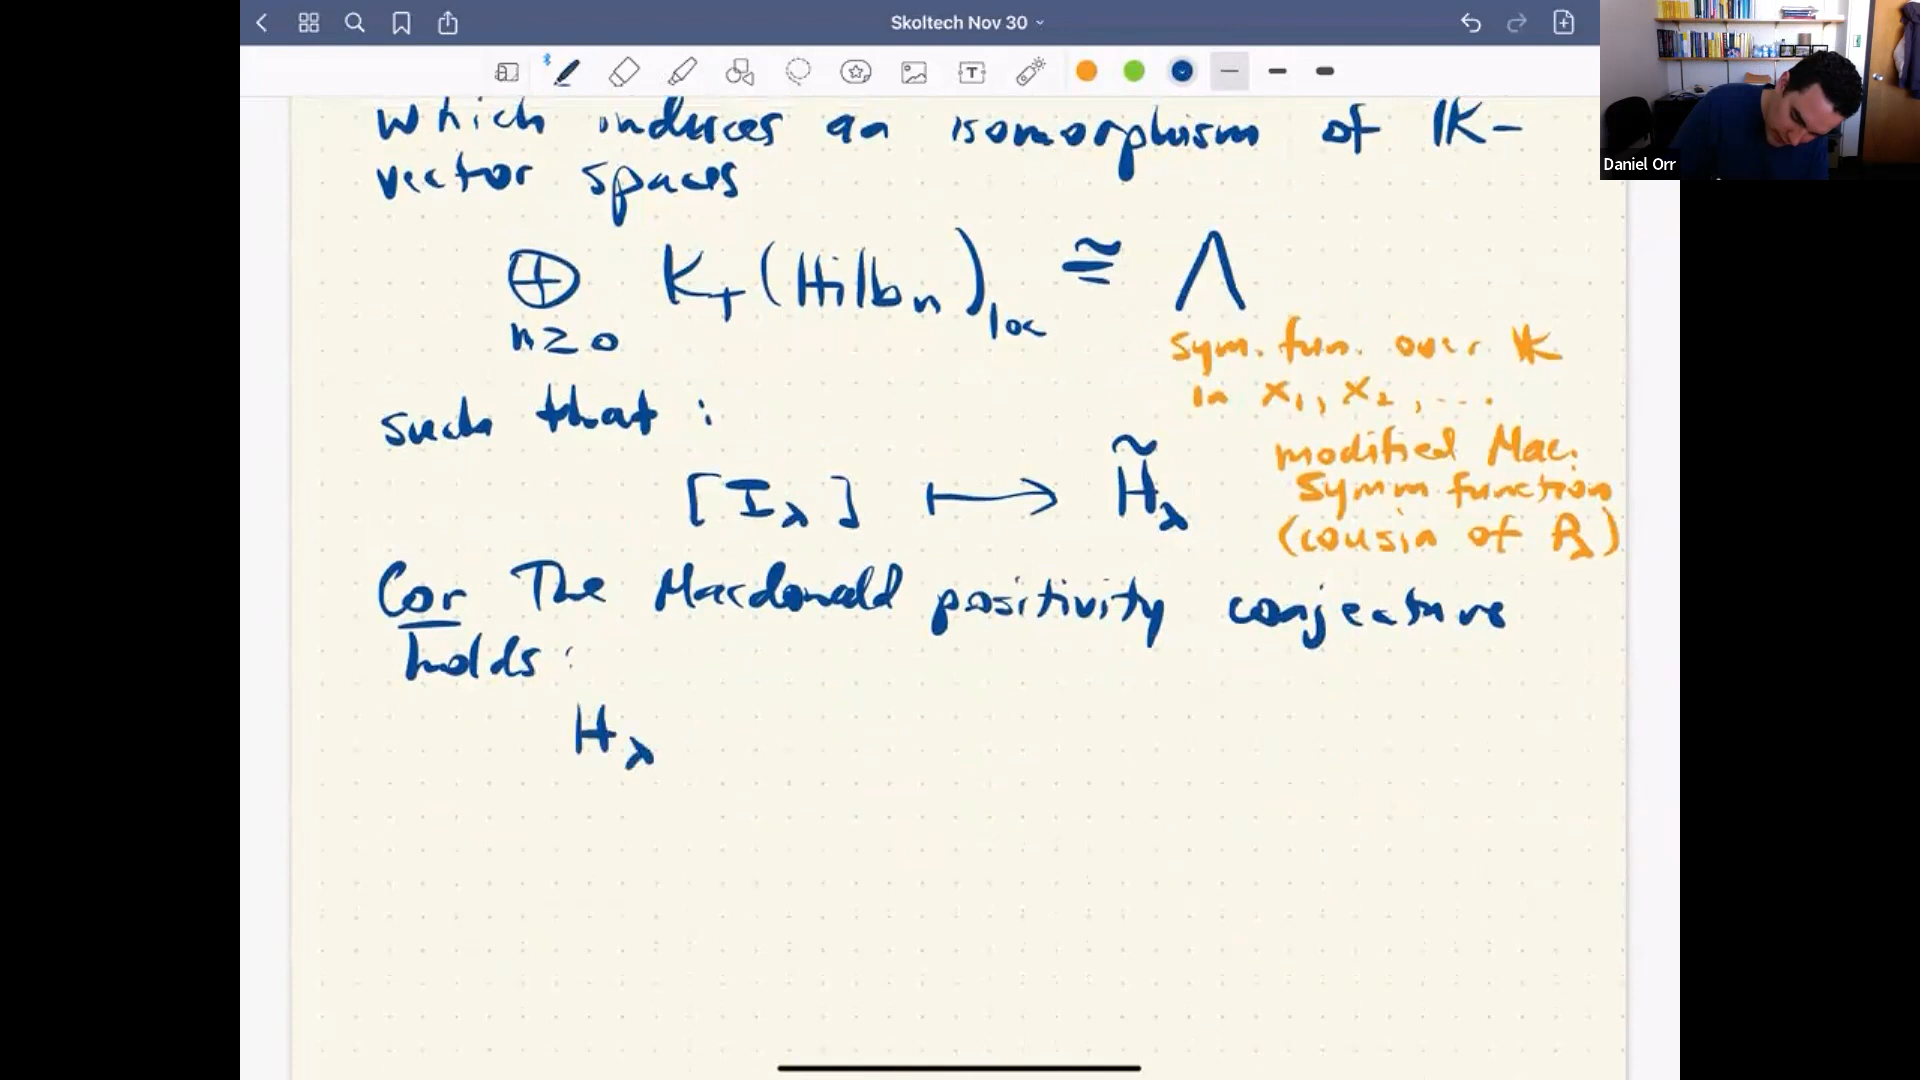 Skoltech Nov 30
Daniel Orr
which induces an isomorphism of 𝕂-
vector spaces
⊕ K_T(Hilb_n)_loc ≅ Λ
n≥0
sym. fun. over 𝕂
in x₁, x₂, ...
such that:
[I_λ] ↦ H̃_λ
modified Mac.
Symm function
(cousin of P_λ)
Cor The Macdonald positivity conjecture
holds:
H_λ